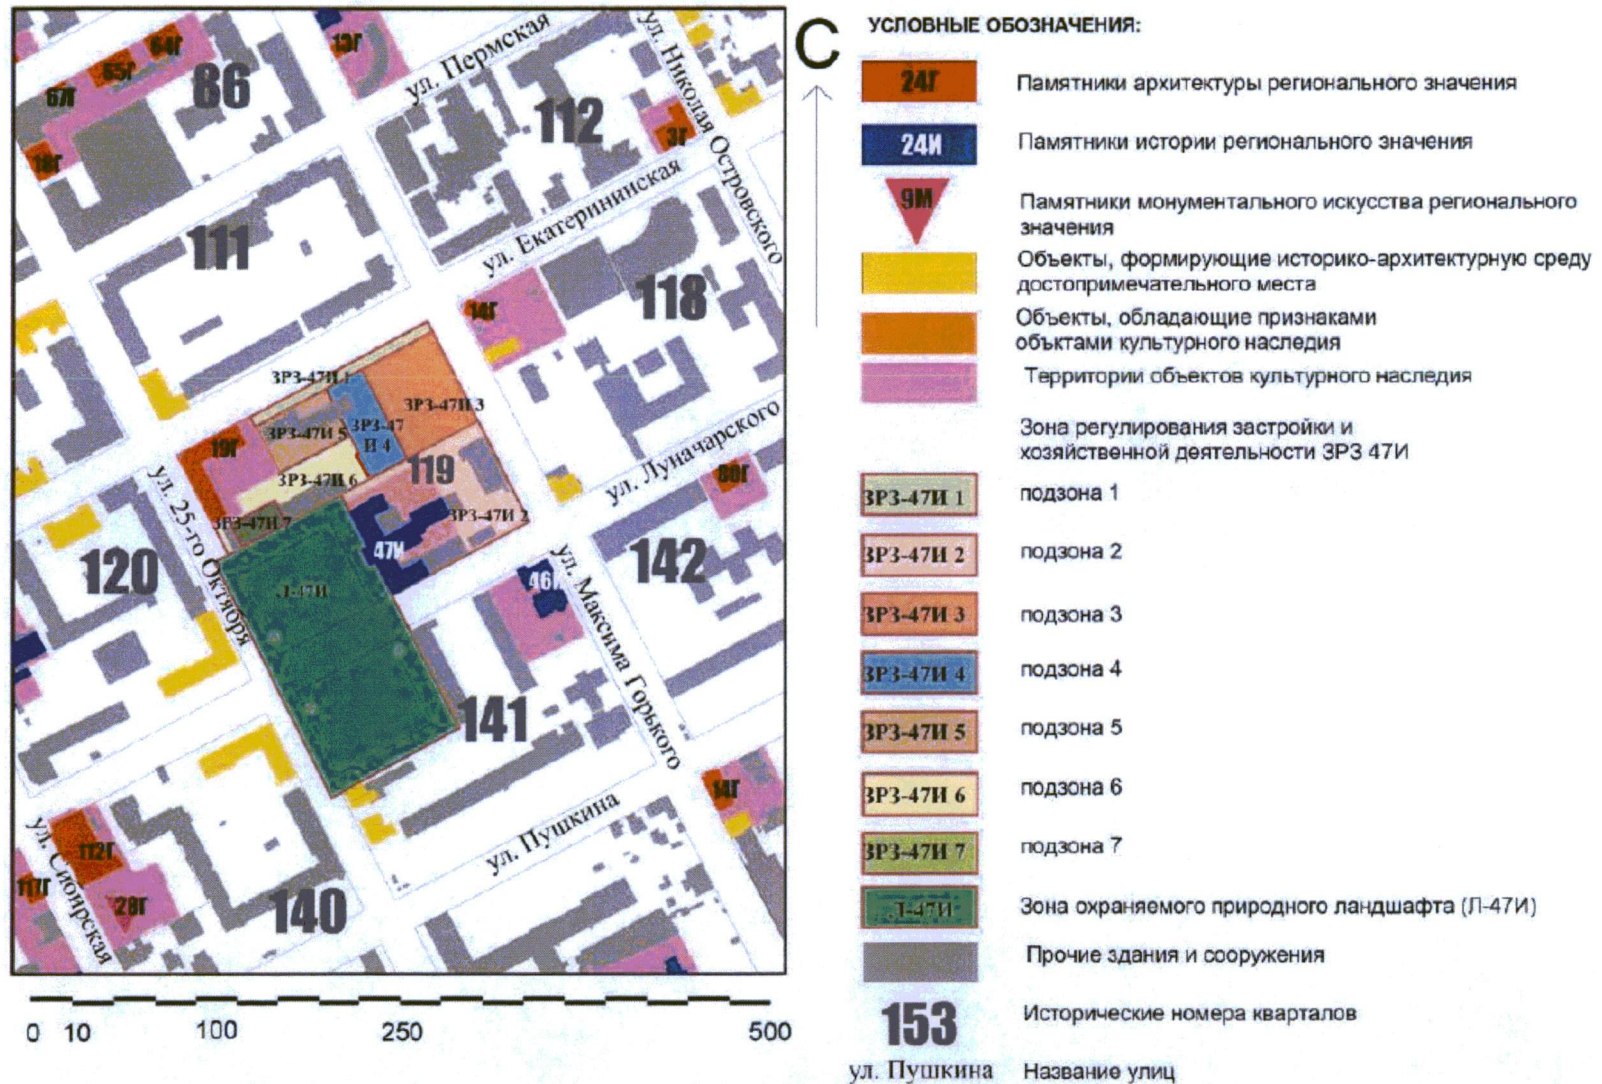 64Г
65Г
67Г
18Г
86
13Г
ул. Пермская
ул. Николая Островского
112
3Г
111
ул. Екатерининская
118
14Г
ЗРЗ-47И 1
ЗРЗ-47И 3
ЗРЗ-47И 5
ЗРЗ-47
И 4
19Г
119
ЗРЗ-47И 6
ул. Луначарского
80Г
ЗРЗ-47И 7
ЗРЗ-47И 2
ул. 25-го Октября
47И
120
142
46И
Л-47И
ул. Максима Горького
141
14Г
ул. Пушкина
ул. Сибирская
112Г
117Г
28Г
140
0 10 100 250 500
С
УСЛОВНЫЕ ОБОЗНАЧЕНИЯ:
24Г Памятники архитектуры регионального значения
24И Памятники истории регионального значения
9М Памятники монументального искусства регионального
значения
Объекты, формирующие историко-архитектурную среду
достопримечательного места
Объекты, обладающие признаками
объктами культурного наследия
Территории объектов культурного наследия
Зона регулирования застройки и
хозяйственной деятельности ЗРЗ 47И
ЗРЗ-47И 1 подзона 1
ЗРЗ-47И 2 подзона 2
ЗРЗ-47И 3 подзона 3
ЗРЗ-47И 4 подзона 4
ЗРЗ-47И 5 подзона 5
ЗРЗ-47И 6 подзона 6
ЗРЗ-47И 7 подзона 7
Л-47И Зона охраняемого природного ландшафта (Л-47И)
Прочие здания и сооружения
153 Исторические номера кварталов
ул. Пушкина Название улиц